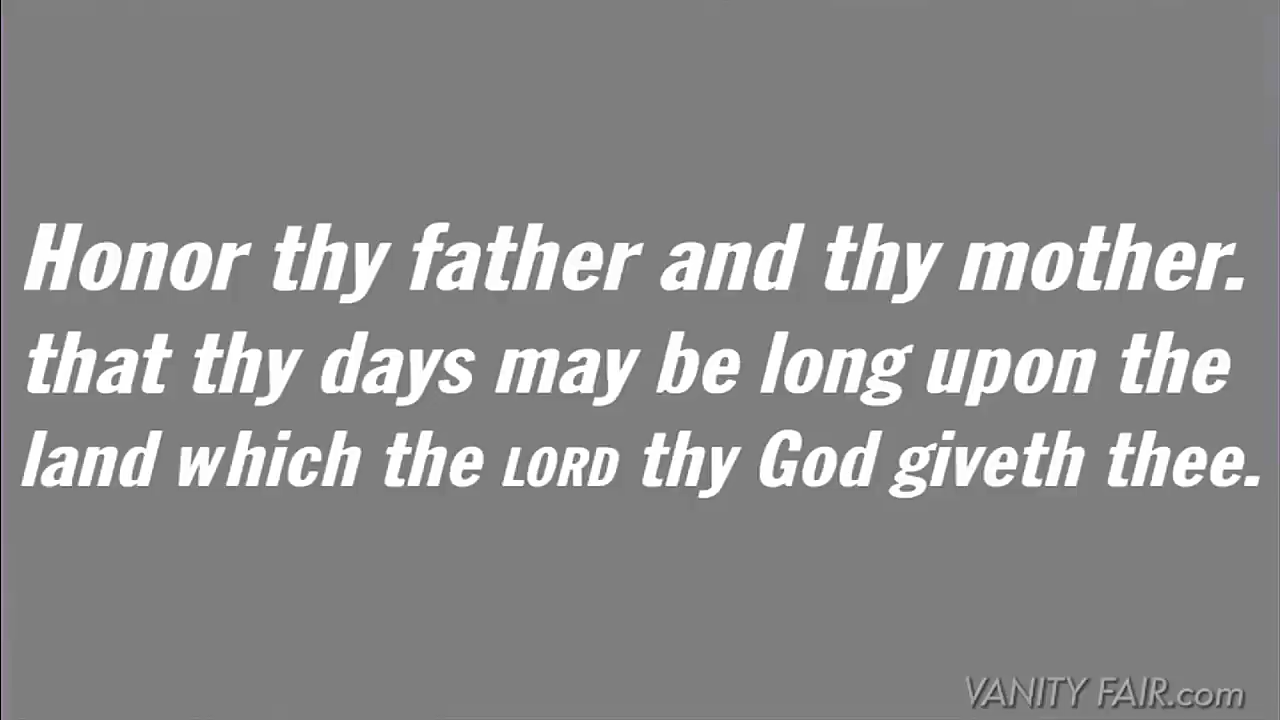 Honor thy father and thy mother.
that thy days may be long upon the
land which the LORD thy God giveth thee.
VANITY FAIR.com